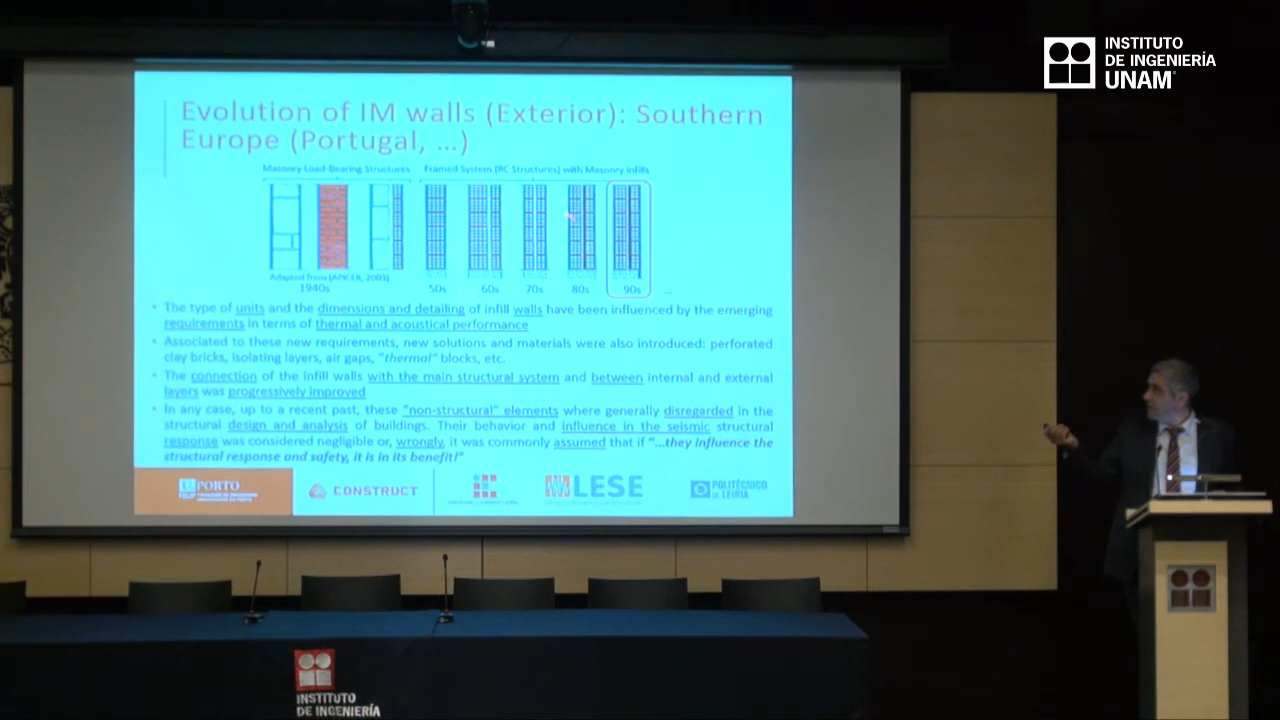 INSTITUTO
DE INGENIERÍA
UNAM
Evolution of IM walls (Exterior): Southern
Europe (Portugal, ...)
Masonry Load-Bearing Structures
Framed System (RC Structures) with Masonry Infills
Adapted from (APICER, 2003)
1940s
50s
60s
70s
80s
90s
...
• The type of units and the dimensions and detailing of infill walls have been influenced by the emerging
requirements in terms of thermal and acoustical performance
• Associated to these new requirements, new solutions and materials were also introduced: perforated
clay bricks, isolating layers, air gaps, "thermal" blocks, etc.
• The connection of the infill walls with the main structural system and between internal and external
layers was progressively improved
• In any case, up to a recent past, these "non-structural" elements where generally disregarded in the
structural design and analysis of buildings. Their behavior and influence in the seismic structural
response was considered negligible or, wrongly, it was commonly assumed that if "...they influence the
structural response and safety, it is in its benefit!"
U.PORTO
CONSTRUCT
LESE
POLITÉCNICO
DE LEIRIA
INSTITUTO
DE INGENIERÍA